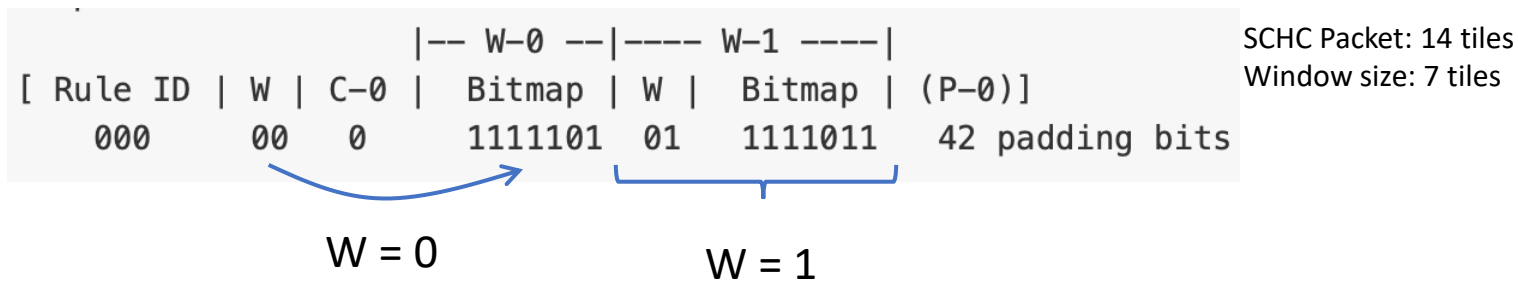 |-- W-0 --|---- W-1 ----|
[ Rule ID | W | C-0 | Bitmap | W | Bitmap | (P-0)]
000 00 0 1111101 01 1111011 42 padding bits
SCHC Packet: 14 tiles
Window size: 7 tiles
W = 0
W = 1